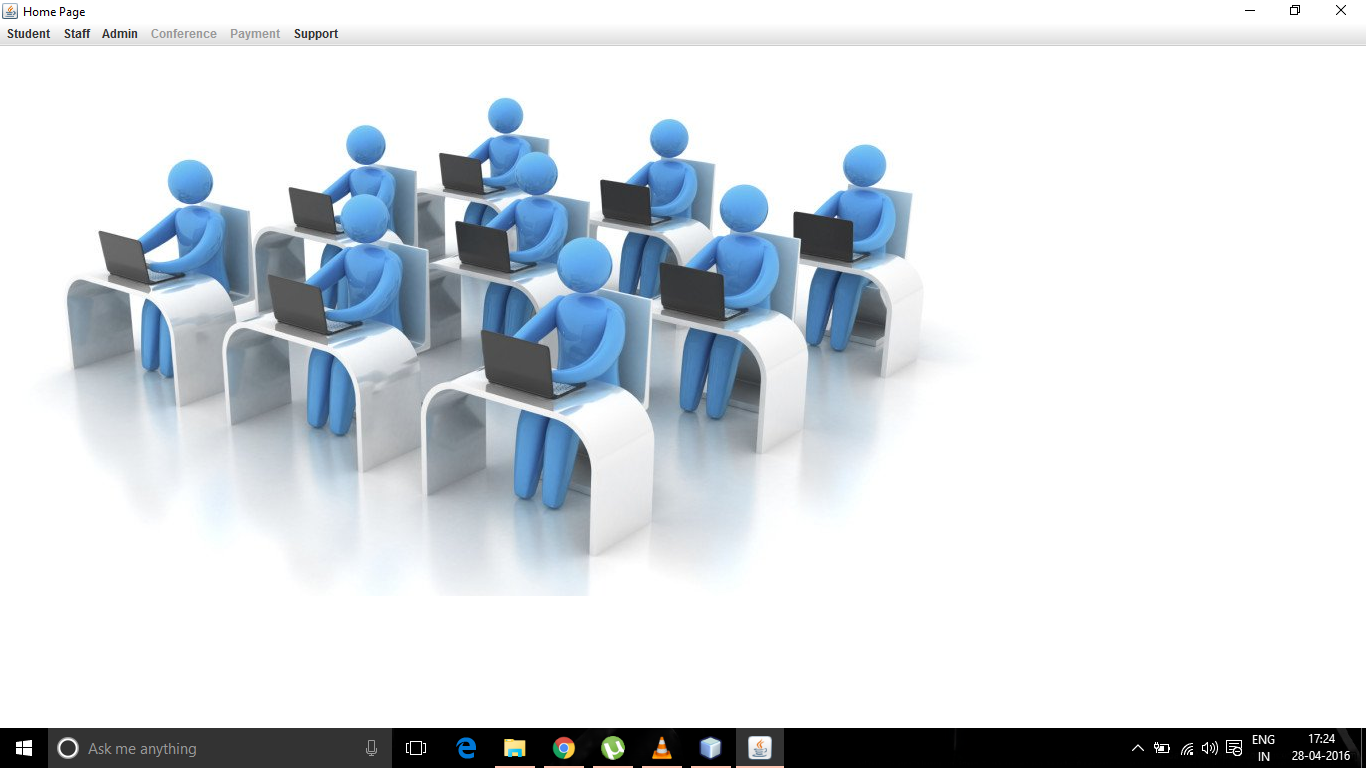 Home Page
Student Staff Admin Conference Payment Support
Ask me anything
ENG
IN
17:24
28-04-2016